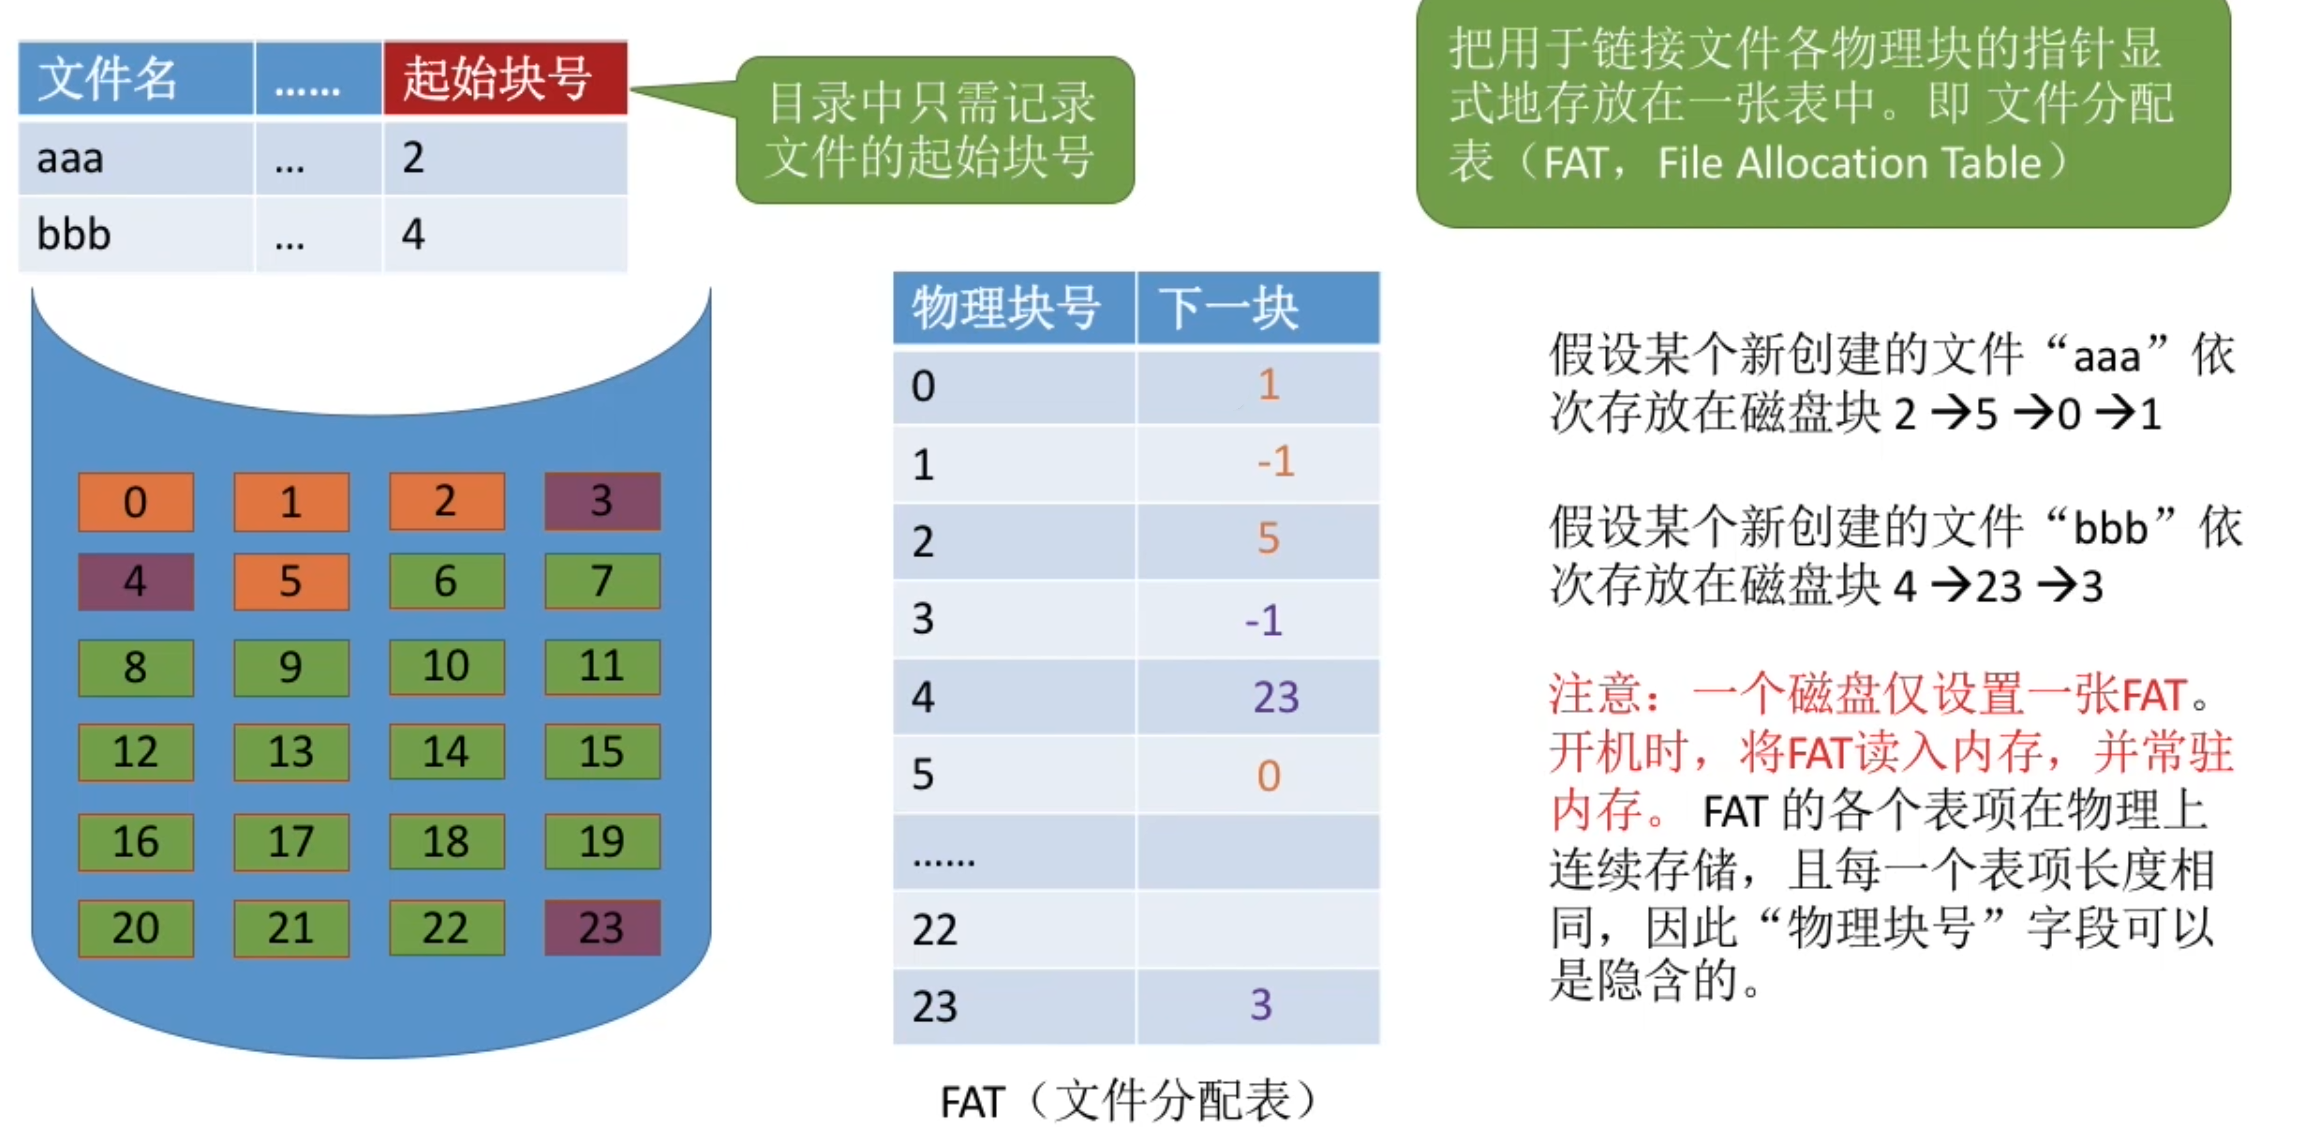 文件名 …… 起始块号
aaa … 2
bbb … 4
目录中只需记录
文件的起始块号
把用于链接文件各物理块的指针显
式地存放在一张表中。即 文件分配
表（FAT，File Allocation Table）
0 1 2 3
4 5 6 7
8 9 10 11
12 13 14 15
16 17 18 19
20 21 22 23
物理块号 下一块
0 1
1 -1
2 5
3 -1
4 23
5 0
……
22
23 3
FAT（文件分配表）
假设某个新创建的文件“aaa”依
次存放在磁盘块 2 →5 →0 →1
假设某个新创建的文件“bbb”依
次存放在磁盘块 4 →23 →3
注意：一个磁盘仅设置一张FAT。
开机时，将FAT读入内存，并常驻
内存。 FAT 的各个表项在物理上
连续存储，且每一个表项长度相
同，因此“物理块号”字段可以
是隐含的。